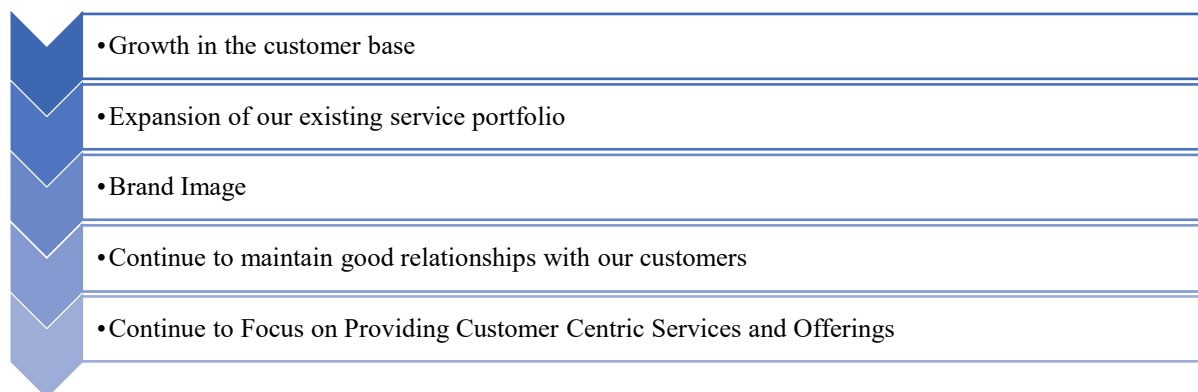 •Growth in the customer base
•Expansion of our existing service portfolio
•Brand Image
•Continue to maintain good relationships with our customers
•Continue to Focus on Providing Customer Centric Services and Offerings